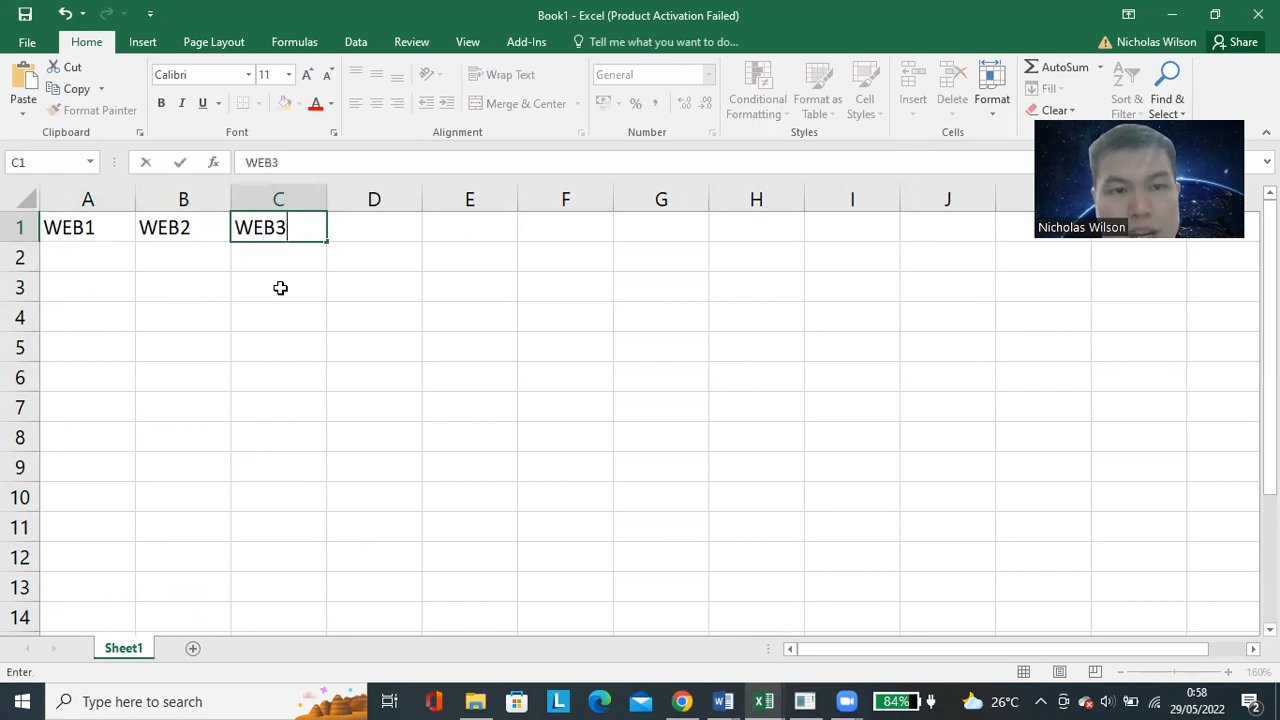 Book1 - Excel (Product Activation Failed)
File Home Insert Page Layout Formulas Data Review View Add-Ins Tell me what you want to do... Nicholas Wilson Share
Paste
Cut
Copy
Format Painter
Clipboard
Calibri 11
B I U
Font
Wrap Text
Merge & Center
Alignment
General
%
Number
Conditional Formatting
Format as Table
Cell Styles
Styles
Insert Delete Format
Cells
AutoSum
Fill
Clear
Sort & Filter
Find & Select
C1 fx WEB3
A B C D E F G H I J
Nicholas Wilson
1 WEB1 WEB2 WEB3
2
3
4
5
6
7
8
9
10
11
12
13
14
Sheet1
Enter 160%
Type here to search
84% 26°C 0:58
29/05/2022
2